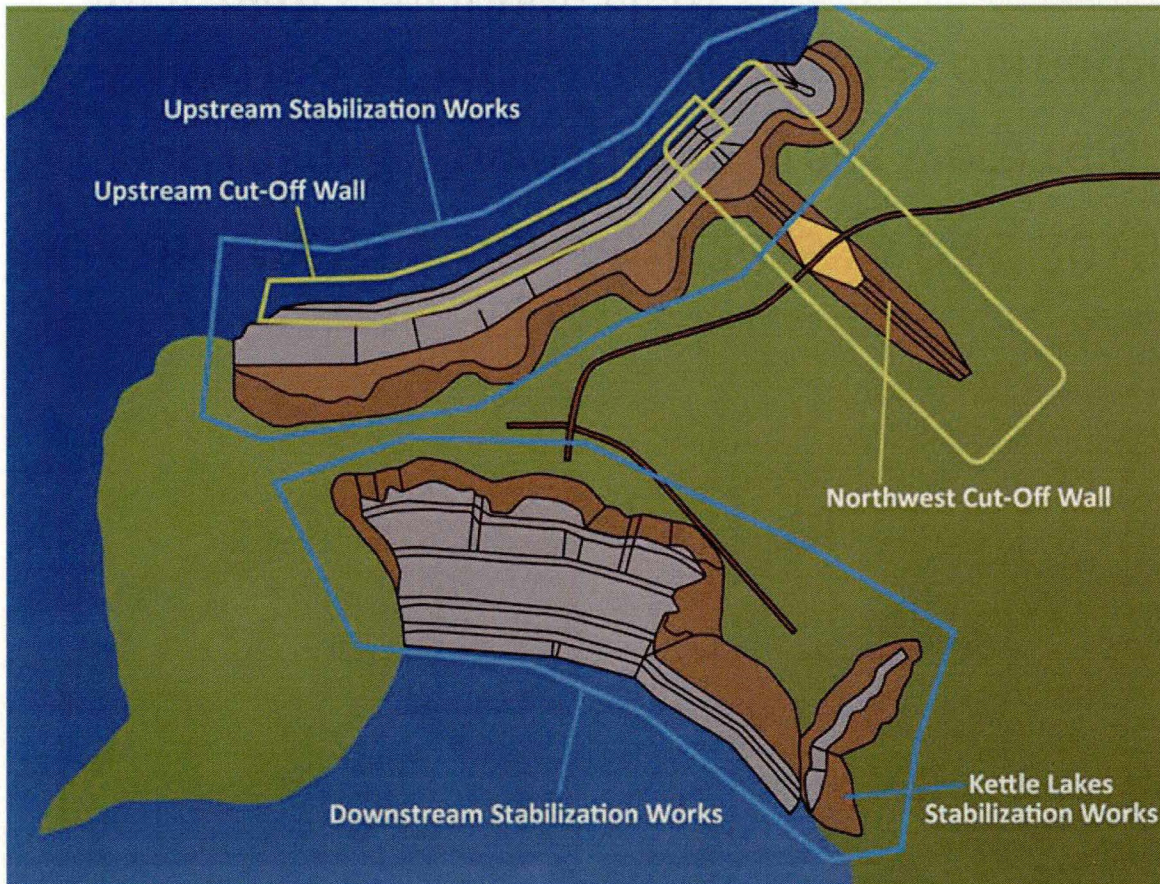 Upstream Stabilization Works
Upstream Cut-Off Wall
Northwest Cut-Off Wall
Kettle Lakes
Stabilization Works
Downstream Stabilization Works